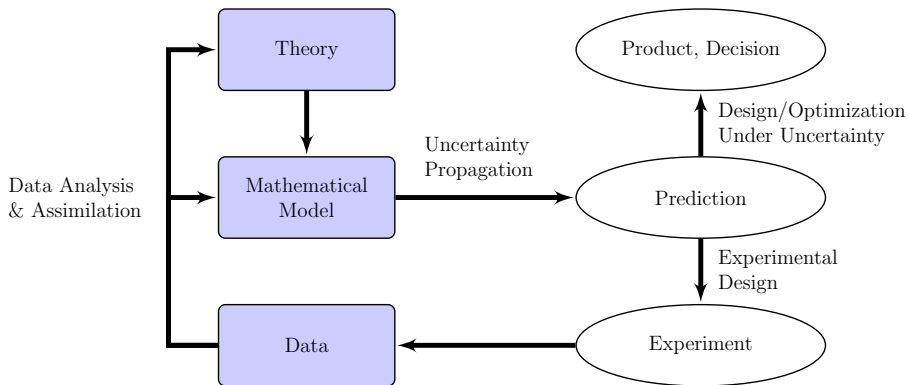 Theory
Product, Decision
Design/Optimization
Under Uncertainty
Uncertainty
Propagation
Data Analysis
& Assimilation
Mathematical
Model
Prediction
Experimental
Design
Data
Experiment